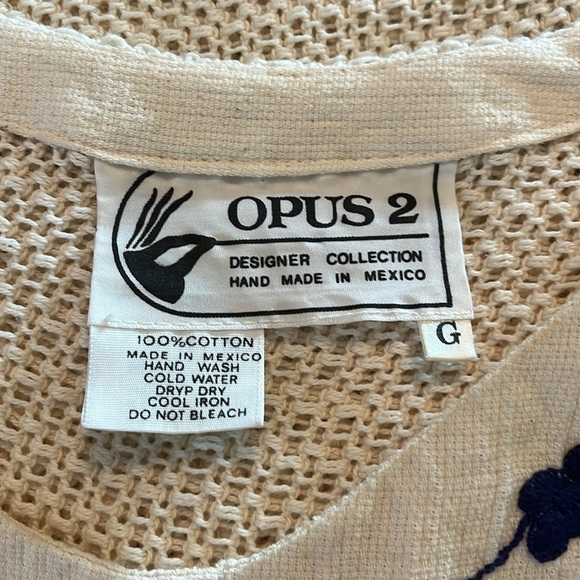 OPUS 2
DESIGNER COLLECTION
HAND MADE IN MEXICO
G
100%COTTON
MADE IN MEXICO
HAND WASH
COLD WATER
DRYP DRY
COOL IRON
DO NOT BLEACH